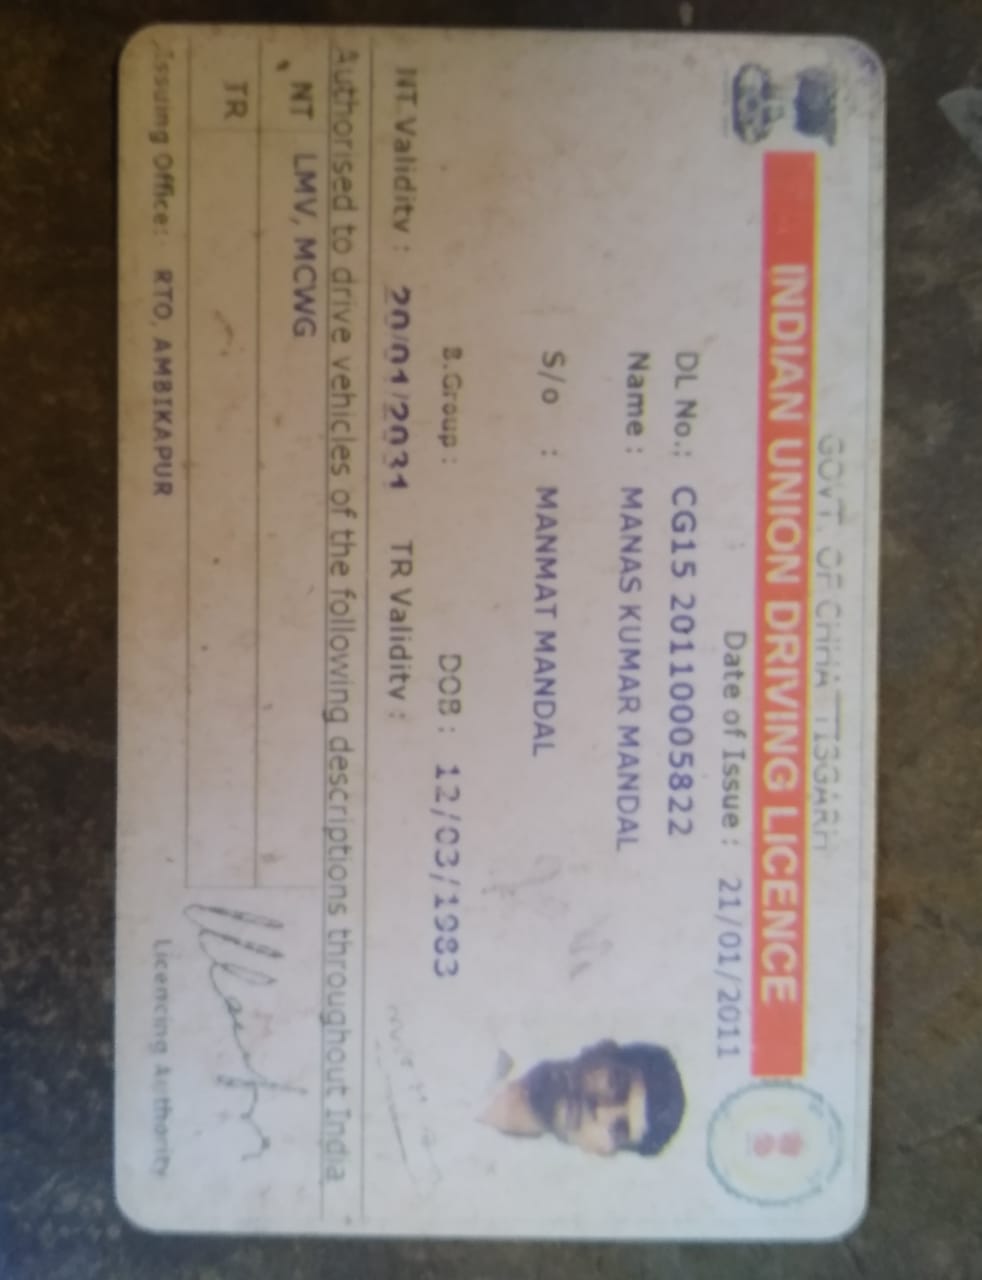 GOVT. OF CHHATTISGARH
INDIAN UNION DRIVING LICENCE
Date of Issue : 21/01/2011
DL No.: CG15 20110005822
Name : MANAS KUMAR MANDAL
S/o : MANMAT MANDAL
B.Group : DOB : 12/03/1983
NT Validity : 20/01/2031 TR Validity :
Authorised to drive vehicles of the following descriptions throughout India
NT LMV, MCWG
TR
Issuing Office: RTO, AMBIKAPUR Licencing Authority